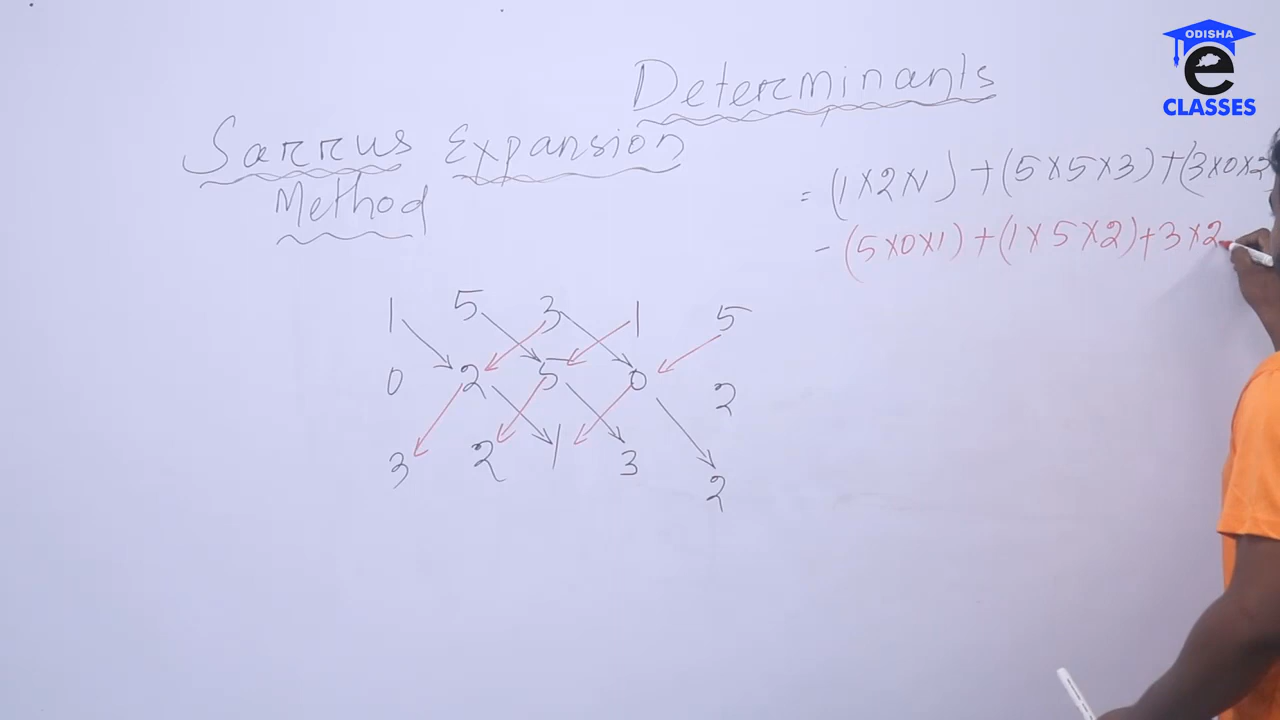 ODISHA
e
CLASSES
Determinants
Sarrus Expansion
Method
= (1×2×1) + (5×5×3) + (3×0×2)
- (5×0×1) + (1×5×2) + 3×2
1 5 3 1 5
0 2 5 0 2
3 2 1 3 2